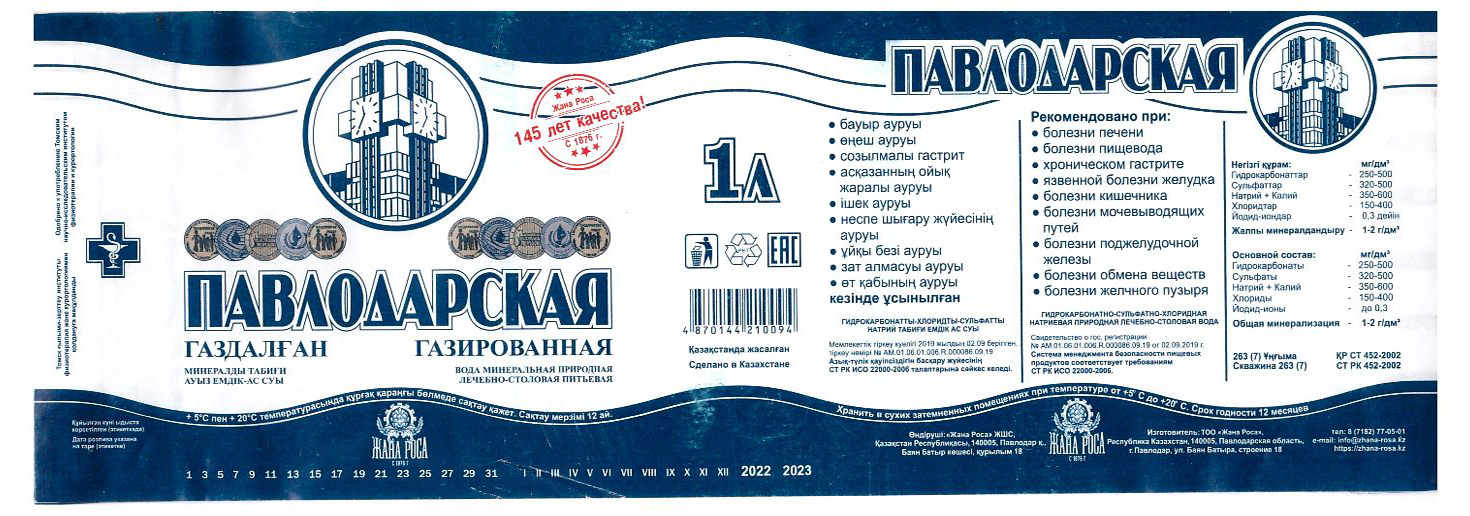 Одобрено к употреблению Томским
научно-исследовательским институтом
физиотерапии и курортологии
Томск ғылыми-зерттеу институты
физиотерапия және курортологиямен
қолдануға мақұлданды
Жана Роса
145 лет качества!
С 1876 г.
ПАВЛОДАРСКАЯ
ГАЗДАЛҒАН
ГАЗИРОВАННАЯ
МИНЕРАЛДЫ ТАБИҒИ
АУЫЗ ЕМДІК-АС СУЫ
ВОДА МИНЕРАЛЬНАЯ ПРИРОДНАЯ
ЛЕЧЕБНО-СТОЛОВАЯ ПИТЬЕВАЯ
+ 5°С пен + 20°С температурасында құрғақ қараңғы бөлмеде сақтау қажет. Сақтау мерзімі 12 ай.
Құйылған күні ыдыста
көрсетілген (этикеткада)
Дата розлива указана
на таре (этикетке)
ЖАНА РОСА
С 1876 Г
1 3 5 7 9 11 13 15 17 19 21 23 25 27 29 31 I II III IV V VI VII VIII IX X XI XII 2022 2023
1Л
ЕАС
4 870144 210094
Қазақстанда жасалған
Сделано в Казахстане
ПАВЛОДАРСКАЯ
● бауыр ауруы
● өңеш ауруы
● созылмалы гастрит
● асқазанның ойық
жаралы ауруы
● ішек ауруы
● неспе шығару жүйесінің
ауруы
● ұйқы безі ауруы
● зат алмасуы ауруы
● өт қабының ауруы
кезінде ұсынылған
ГИДРОКАРБОНАТТЫ-ХЛОРИДТЫ-СУЛЬФАТТЫ
НАТРИЙ ТАБИҒИ ЕМДІК АС СУЫ
Мемлекеттік тіркеу куәлігі 2019 жылдың 02.09 берілген,
тіркеу нөмірі № АМ.01.06.01.006.R.000086.09.19
Азық-түлік қауіпсіздігін басқару жүйесінің
СТ РК ИСО 22000-2006 талаптарына сәйкес келеді.
Рекомендовано при:
● болезни печени
● болезни пищевода
● хроническом гастрите
● язвенной болезни желудка
● болезни кишечника
● болезни мочевыводящих
путей
● болезни поджелудочной
железы
● болезни обмена веществ
● болезни желчного пузыря
ГИДРОКАРБОНАТНО-СУЛЬФАТНО-ХЛОРИДНАЯ
НАТРИЕВАЯ ПРИРОДНАЯ ЛЕЧЕБНО-СТОЛОВАЯ ВОДА
Свидетельство о гос. регистрации
№ АМ 01.06.01.006.R.000086.09.19 от 02.09.2019 г.
Система менеджмента безопасности пищевых
продуктов соответствует требованиям
СТ РК ИСО 22000-2006.
Негізгі құрам: мг/дм³
Гидрокарбонаттар - 250-500
Сульфаттар - 320-500
Натрий + Калий - 350-600
Хлоридтар - 150-400
Йодид-иондар - 0,3 дейін
Жалпы минералдандыру - 1-2 г/дм³
Основной состав: мг/дм³
Гидрокарбонаты - 250-500
Сульфаты - 320-500
Натрий + Калий - 350-600
Хлориды - 150-400
Йодид-ионы - до 0,3
Общая минерализация - 1-2 г/дм³
263 (7) Ұңғыма ҚР СТ 452-2002
Скважина 263 (7) СТ РК 452-2002
Хранить в сухих затемненных помещениях при температуре от +5˚ С до +20˚ С. Срок годности 12 месяцев
Өндіруші: «Жана Роса» ЖШС,
Қазақстан Республикасы, 140005, Павлодар қ.,
Баян батыр көшесі, құрылым 18
ЖАНА РОСА
С 1876 Г
Изготовитель: ТОО «Жана Роса»,
Республика Казахстан, 140005, Павлодарская область,
г. Павлодар, ул. Баян Батыра, строение 18
тел: 8 (7182) 77-05-01
e-mail: info@zhana-rosa.kz
https://zhana-rosa.kz